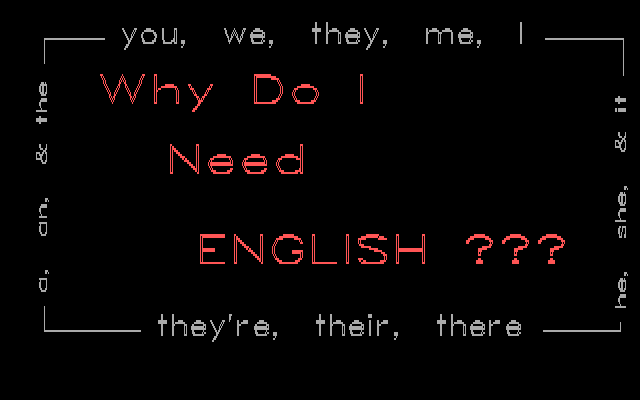 you, we, they, me, I
Why Do I
Need
ENGLISH ???
a, an, & the
he, she, & it
they're, their, there